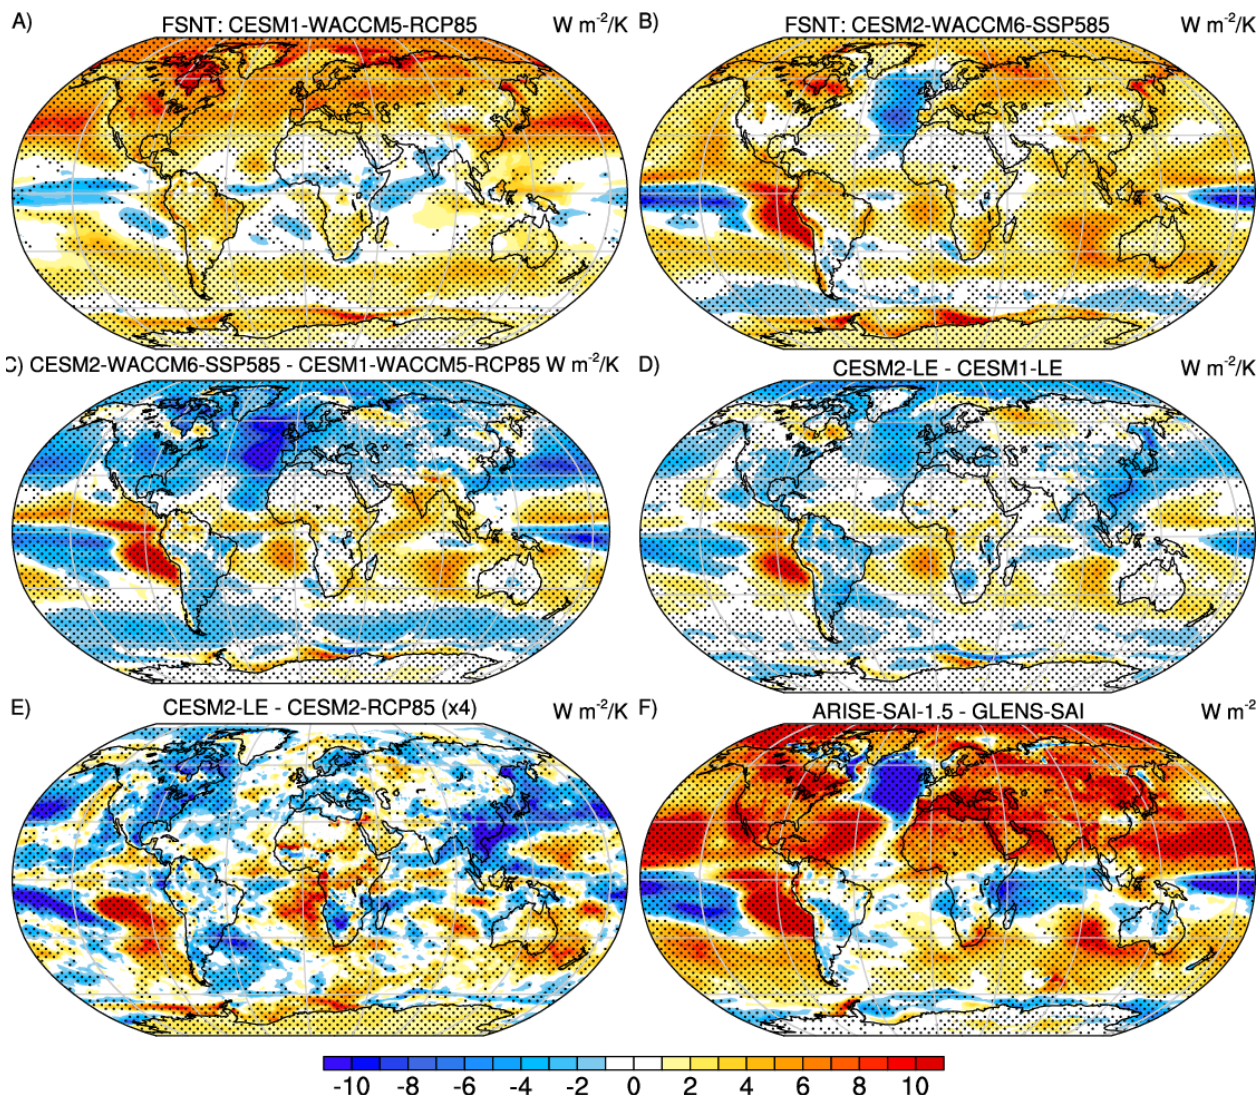 A) FSNT: CESM1-WACCM5-RCP85 W m-2/K
B) FSNT: CESM2-WACCM6-SSP585 W m-2/K
C) CESM2-WACCM6-SSP585 - CESM1-WACCM5-RCP85 W m-2/K
D) CESM2-LE - CESM1-LE W m-2/K
E) CESM2-LE - CESM2-RCP85 (x4) W m-2/K
F) ARISE-SAI-1.5 - GLENS-SAI W m-2
-10 -8 -6 -4 -2 0 2 4 6 8 10